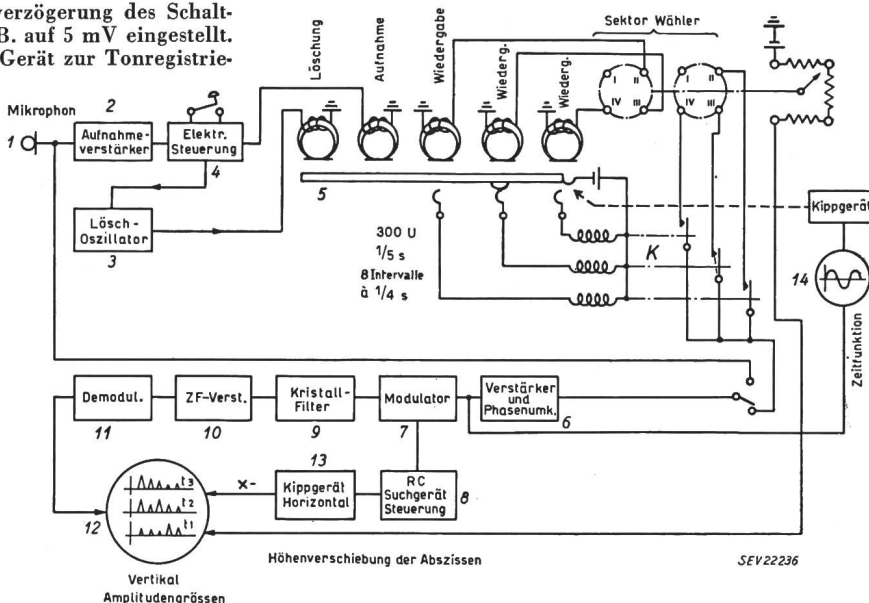 verzögerung des Schalt-
B. auf 5 mV eingestellt.
Gerät zur Tonregistrie-
Löschung
Aufnahme
Wiedergabe
Wiederg.
Wiederg.
Sektor Wähler
I
II
IV
III
I
II
IV
III
Mikrophon
1
2
Aufnahme-
verstärker
Elektr.
Steuerung
4
Lösch-
Oszillator
3
5
300 U
1/5 s
8 Intervalle
à 1/4 s
K
Kippgerät
14
Zeitfunktion
Demodul.
11
ZF-Verst.
10
Kristall-
Filter
9
Modulator
7
Verstärker
und
Phasenumk.
6
13
Kippgerät
Horizontal
x-
RC
Suchgerät
Steuerung
8
t3
t2
t1
12
Vertikal
Amplitudengrössen
Höhenverschiebung der Abszissen
SEV22236